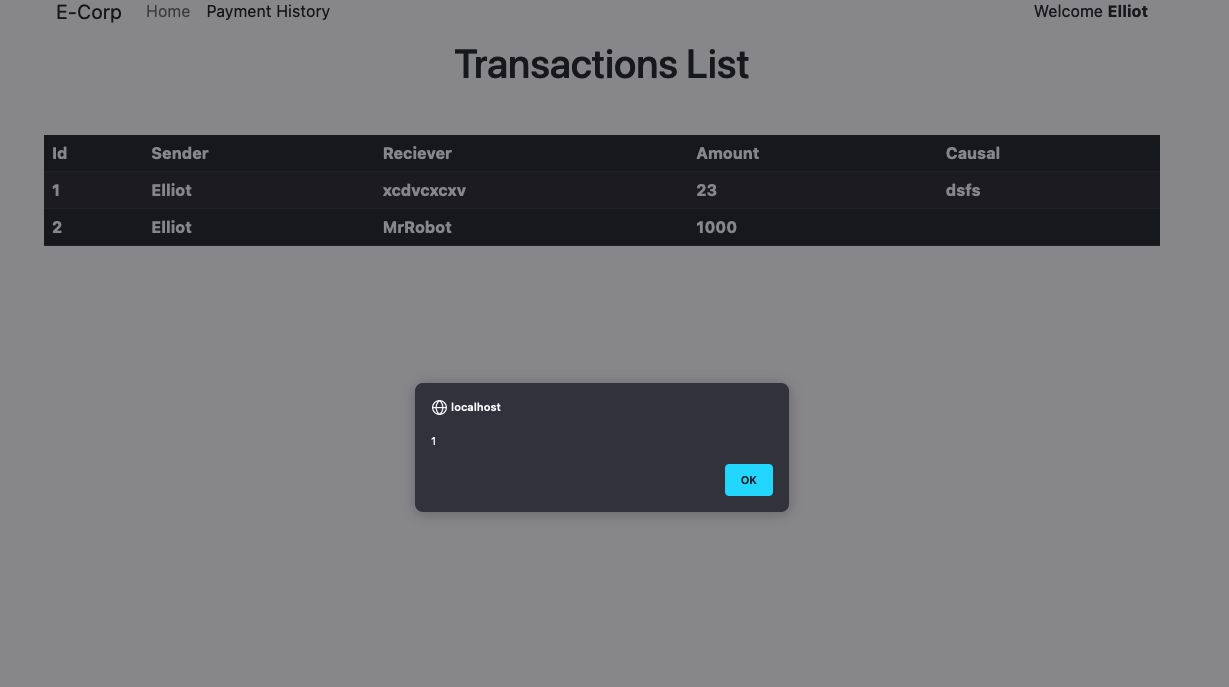 E-Corp Home Payment History Welcome Elliot
Transactions List
Id Sender Reciever Amount Causal
1 Elliot xcdvcxcxv 23 dsfs
2 Elliot MrRobot 1000
localhost
1
OK